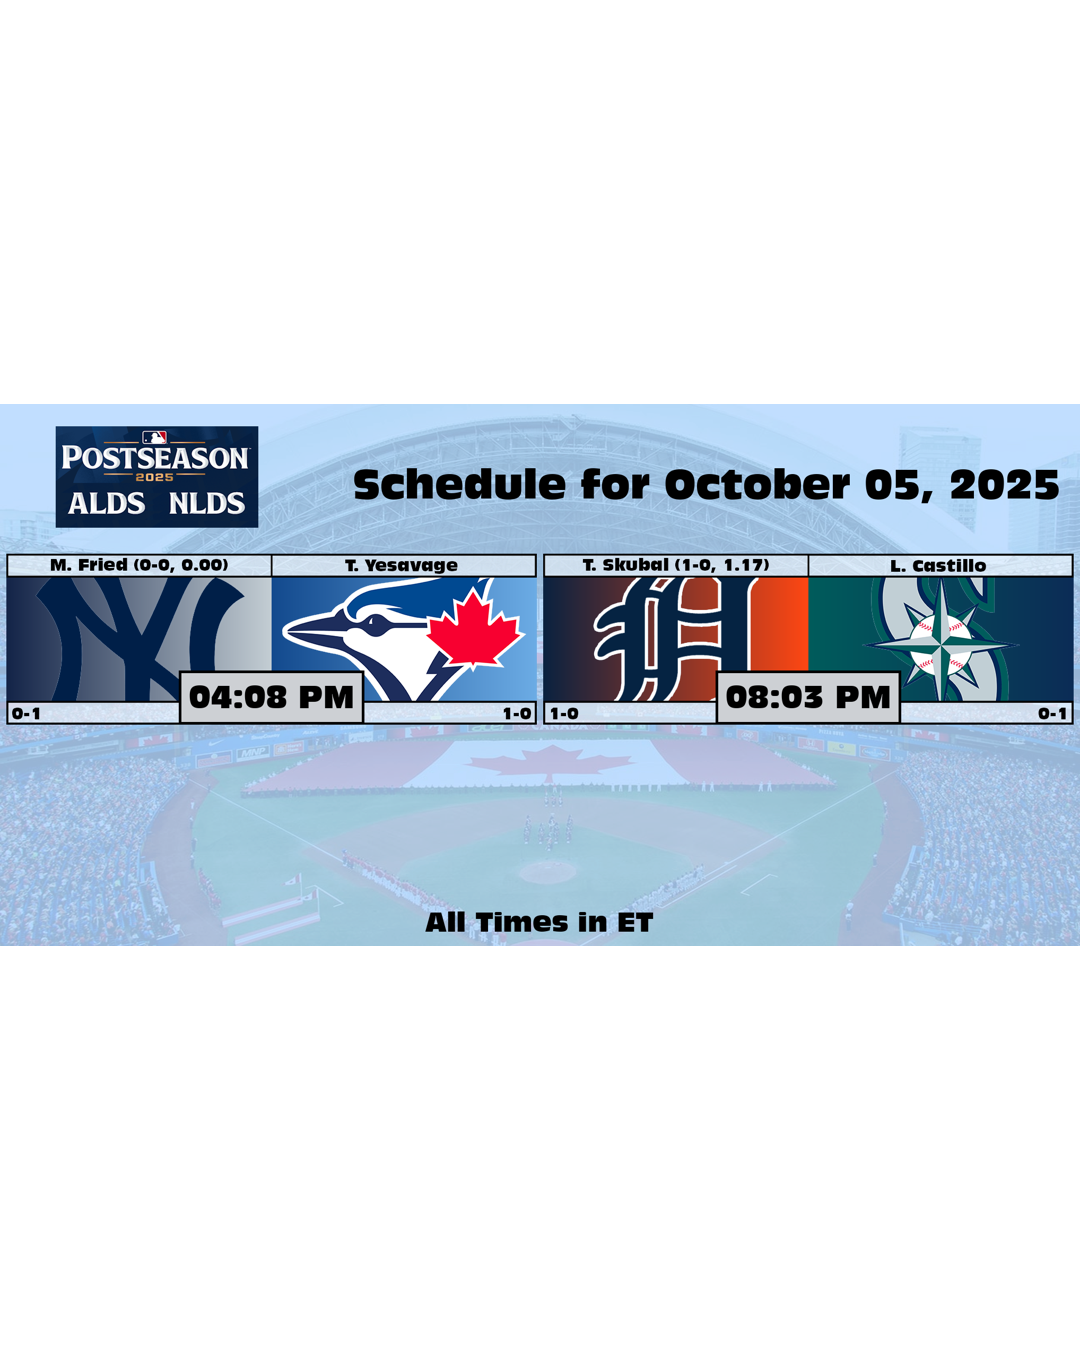 POSTSEASON
2025
ALDS NLDS
Schedule for October 05, 2025
M. Fried (0-0, 0.00)
T. Yesavage
04:08 PM
0-1
1-0
T. Skubal (1-0, 1.17)
L. Castillo
08:03 PM
1-0
0-1
All Times in ET